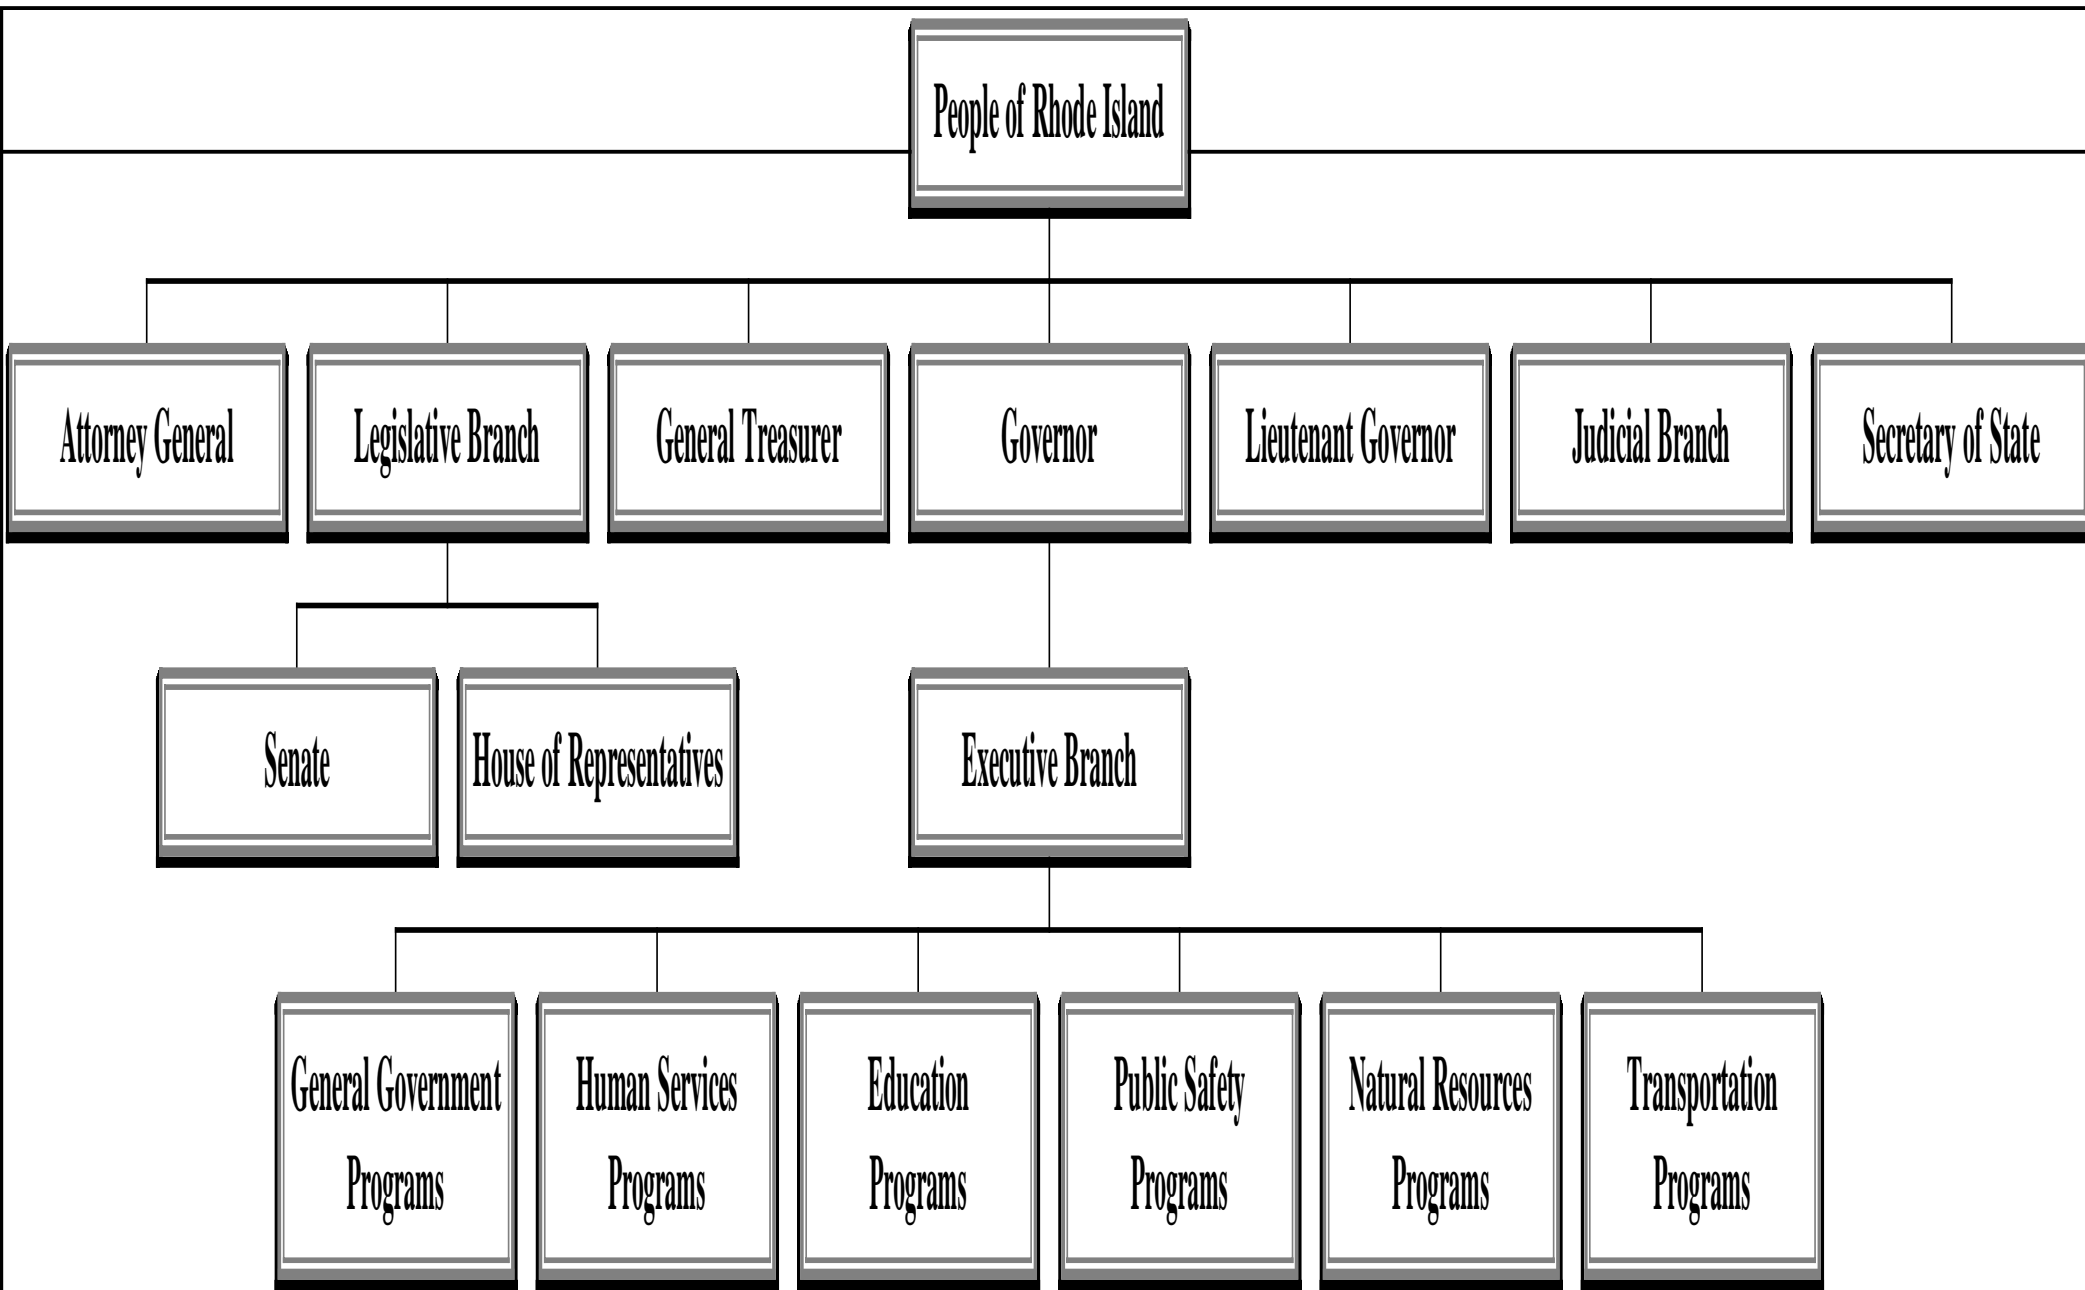 People of Rhode Island
Attorney General
Legislative Branch
General Treasurer
Governor
Lieutenant Governor
Judicial Branch
Secretary of State
Senate
House of Representatives
Executive Branch
General Government
Programs
Human Services
Programs
Education
Programs
Public Safety
Programs
Natural Resources
Programs
Transportation
Programs